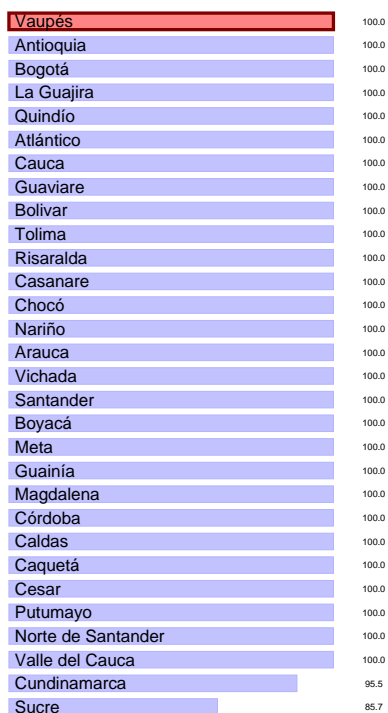 Vaupés 100.0
Antioquia 100.0
Bogotá 100.0
La Guajira 100.0
Quindío 100.0
Atlántico 100.0
Cauca 100.0
Guaviare 100.0
Bolivar 100.0
Tolima 100.0
Risaralda 100.0
Casanare 100.0
Chocó 100.0
Nariño 100.0
Arauca 100.0
Vichada 100.0
Santander 100.0
Boyacá 100.0
Meta 100.0
Guainía 100.0
Magdalena 100.0
Córdoba 100.0
Caldas 100.0
Caquetá 100.0
Cesar 100.0
Putumayo 100.0
Norte de Santander 100.0
Valle del Cauca 100.0
Cundinamarca 95.5
Sucre 85.7